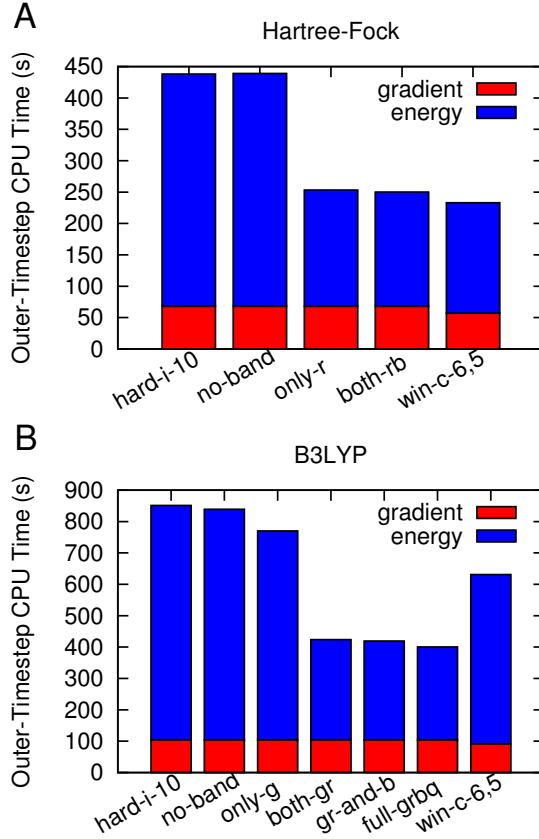 A
Hartree-Fock
Outer-Timestep CPU Time (s)
450
400
350
300
250
200
150
100
50
0
gradient
energy
hard-i-10
no-band
only-r
both-rb
win-c-6,5
B
B3LYP
Outer-Timestep CPU Time (s)
900
800
700
600
500
400
300
200
100
0
gradient
energy
hard-i-10
no-band
only-g
both-gr
gr-and-b
full-grbq
win-c-6,5